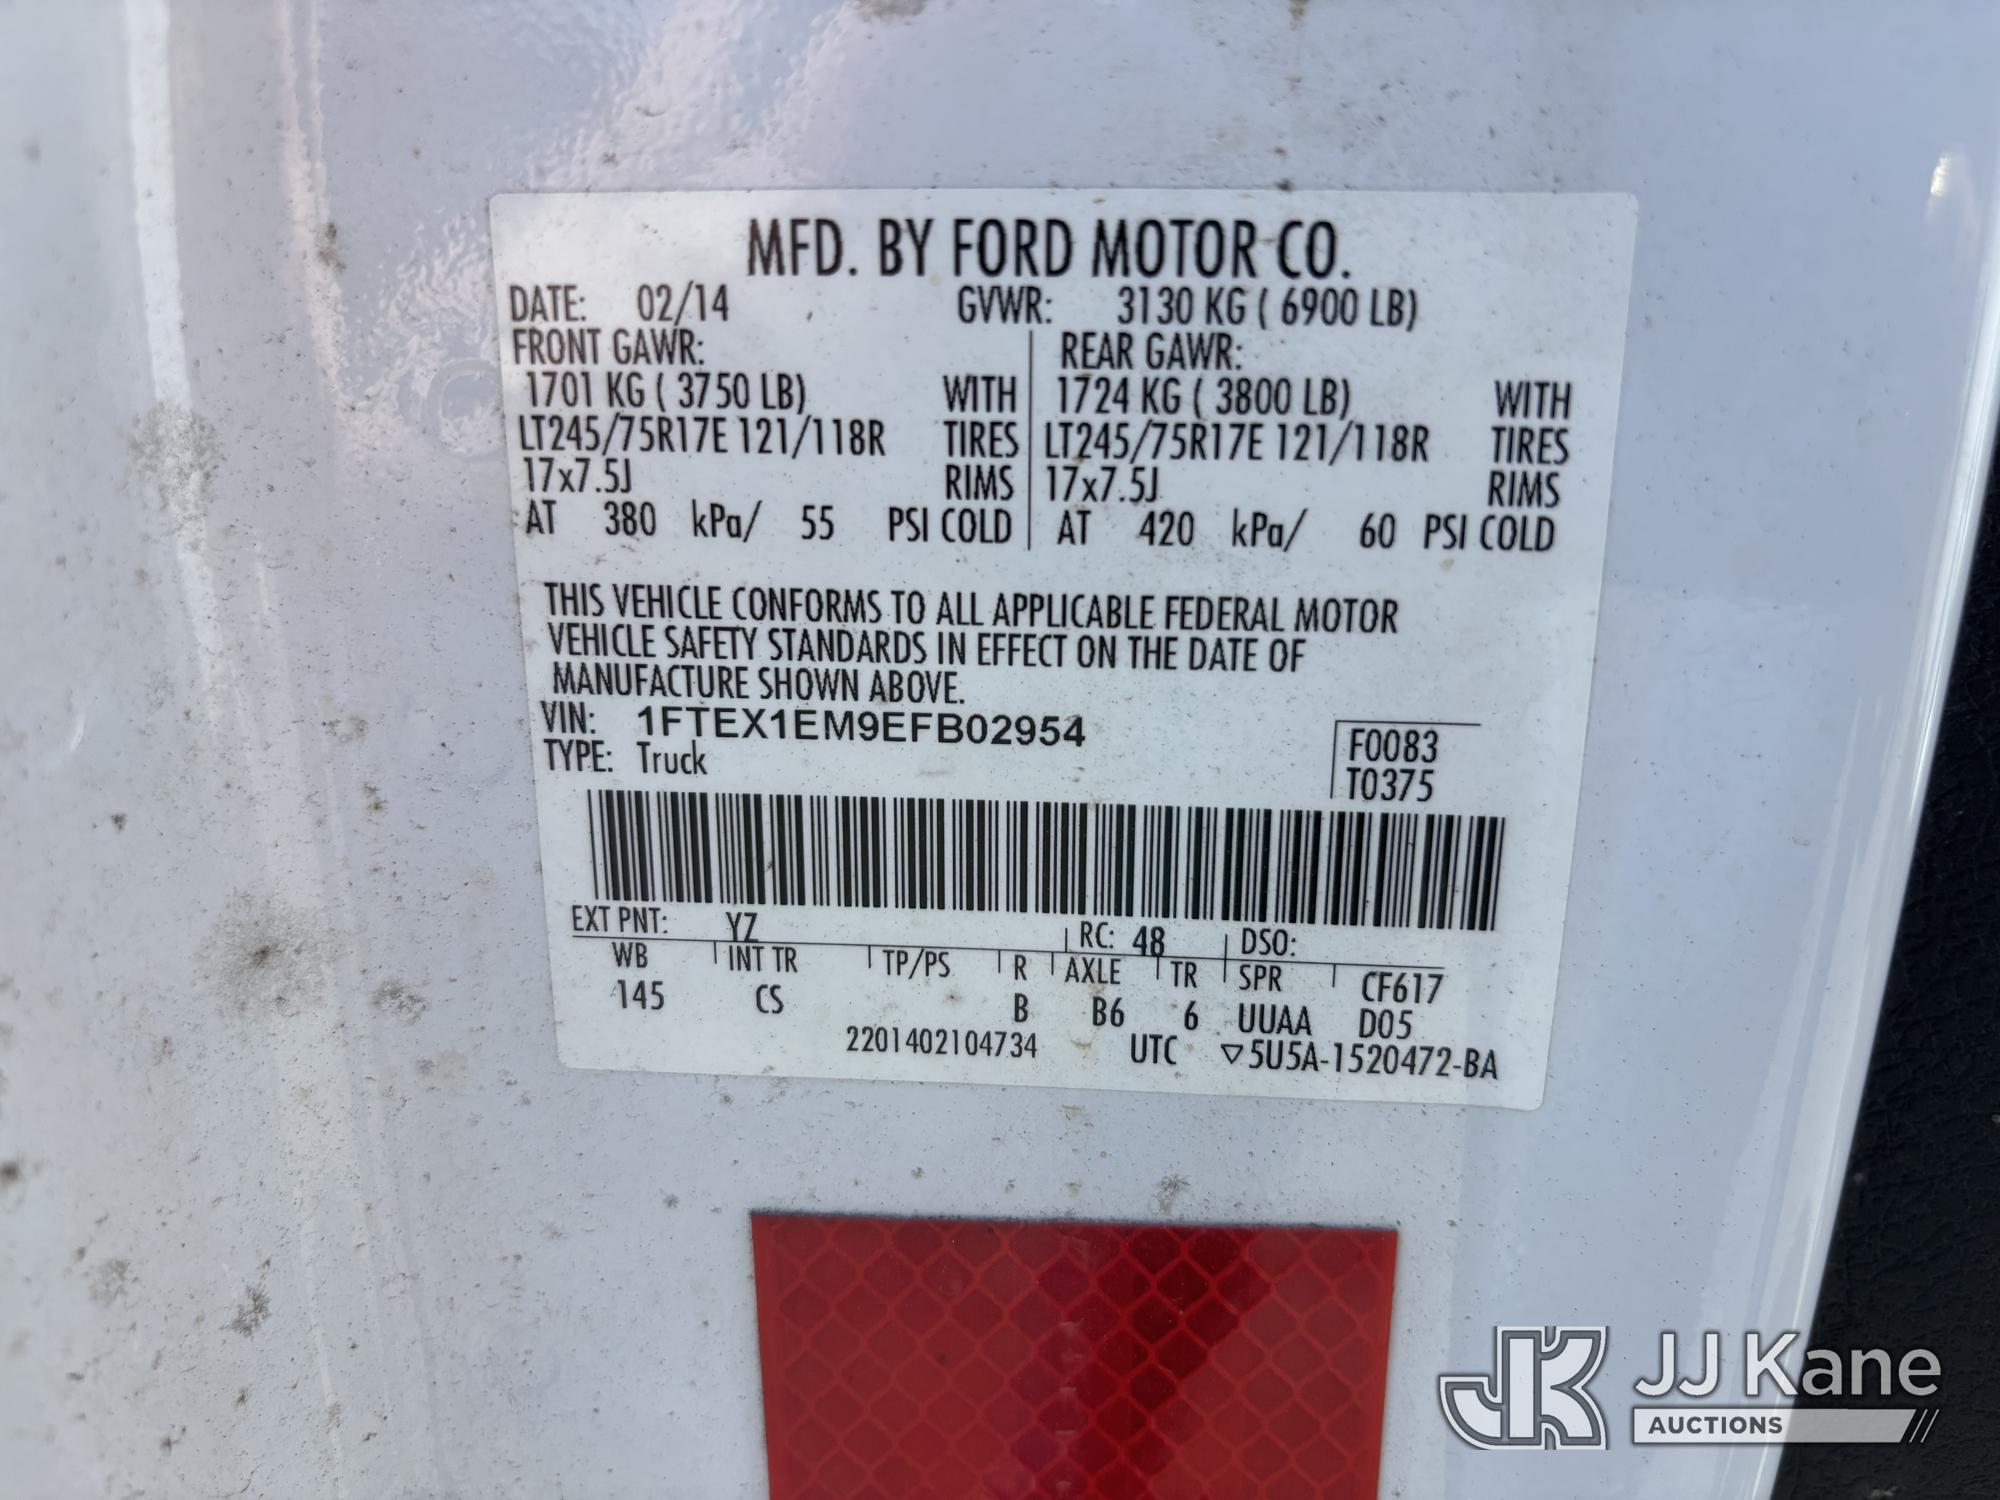 MFD. BY FORD MOTOR CO.
DATE: 02/14 GVWR: 3130 KG ( 6900 LB)
FRONT GAWR: REAR GAWR:
1701 KG ( 3750 LB) WITH 1724 KG ( 3800 LB) WITH
LT245/75R17E 121/118R TIRES LT245/75R17E 121/118R TIRES
17x7.5J RIMS 17x7.5J RIMS
AT 380 kPa/ 55 PSI COLD AT 420 kPa/ 60 PSI COLD
THIS VEHICLE CONFORMS TO ALL APPLICABLE FEDERAL MOTOR
VEHICLE SAFETY STANDARDS IN EFFECT ON THE DATE OF
MANUFACTURE SHOWN ABOVE.
VIN: 1FTEX1EM9EFB02954
TYPE: Truck
F0083
T0375
EXT PNT: YZ RC: 48 DSO:
WB INT TR TP/PS R AXLE TR SPR CF617
145 CS B B6 6 UUAA D05
2201402104734 UTC ▽5U5A-1520472-BA
JK JJ Kane
AUCTIONS